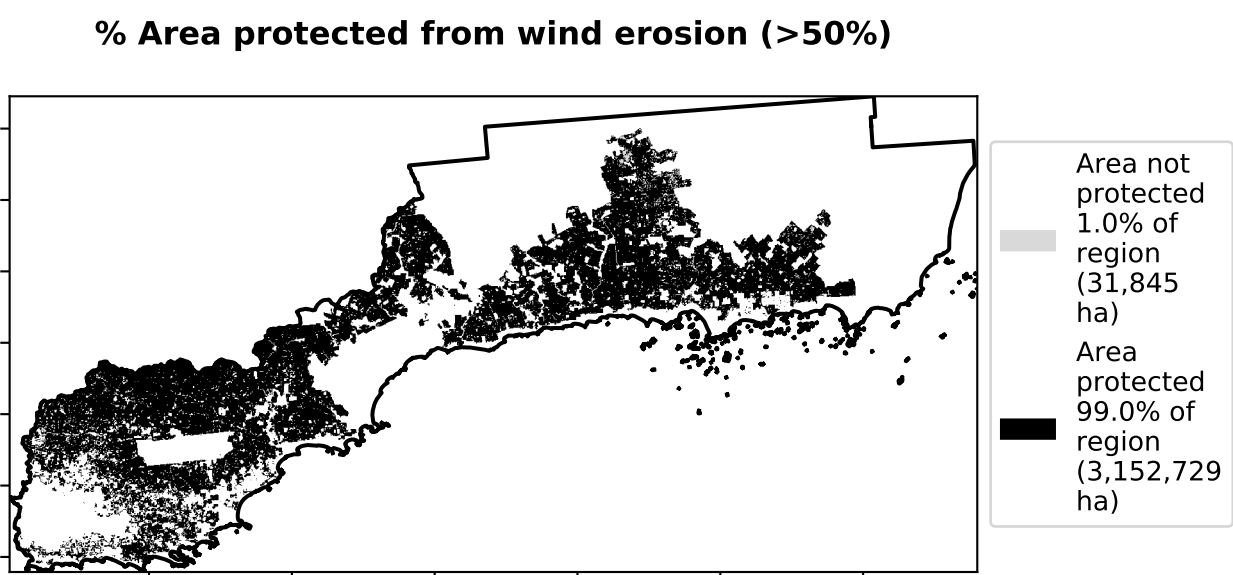 % Area protected from wind erosion (>50%)
Area not
protected
1.0% of
region
(31,845
ha)
Area
protected
99.0% of
region
(3,152,729
ha)